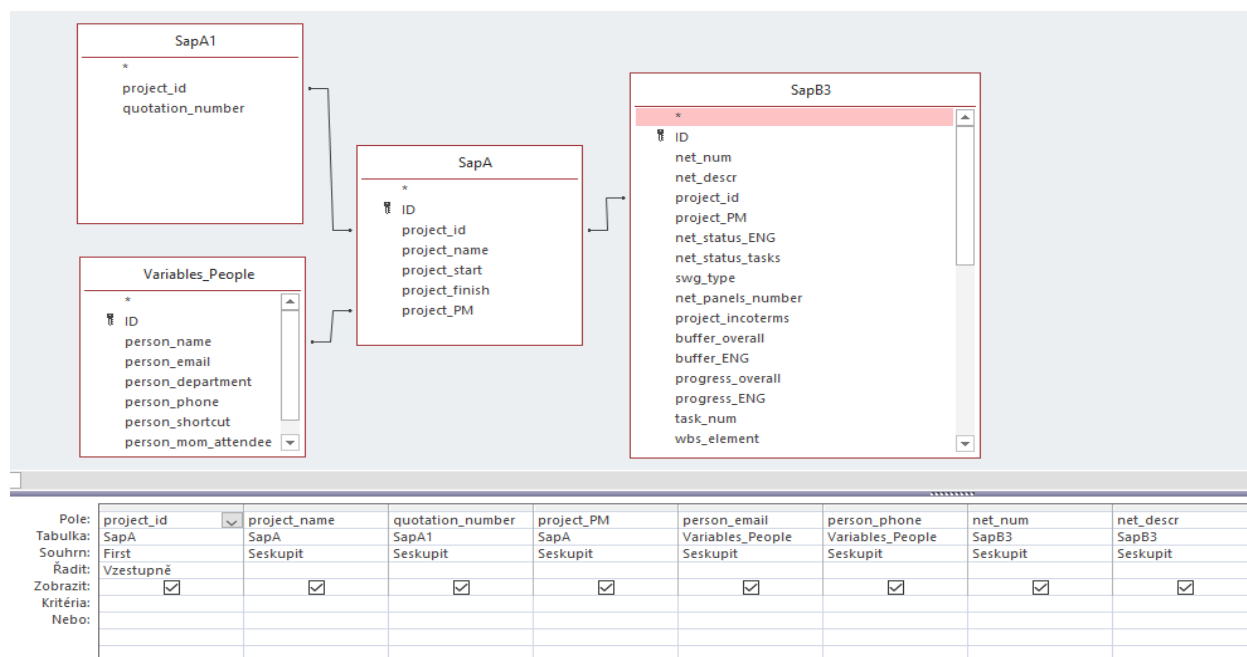 SapA1
*
project_id
quotation_number
SapA
*
ID
project_id
project_name
project_start
project_finish
project_PM
Variables_People
*
ID
person_name
person_email
person_department
person_phone
person_shortcut
person_mom_attendee
SapB3
*
ID
net_num
net_descr
project_id
project_PM
net_status_ENG
net_status_tasks
swg_type
net_panels_number
project_incoterms
buffer_overall
buffer_ENG
progress_overall
progress_ENG
task_num
wbs_element
Pole: project_id project_name quotation_number project_PM person_email person_phone net_num net_descr
Tabulka: SapA SapA SapA1 SapA Variables_People Variables_People SapB3 SapB3
Souhrn: First Seskupit Seskupit Seskupit Seskupit Seskupit Seskupit Seskupit
Řadit: Vzestupně
Zobrazit:
Kritéria:
Nebo: